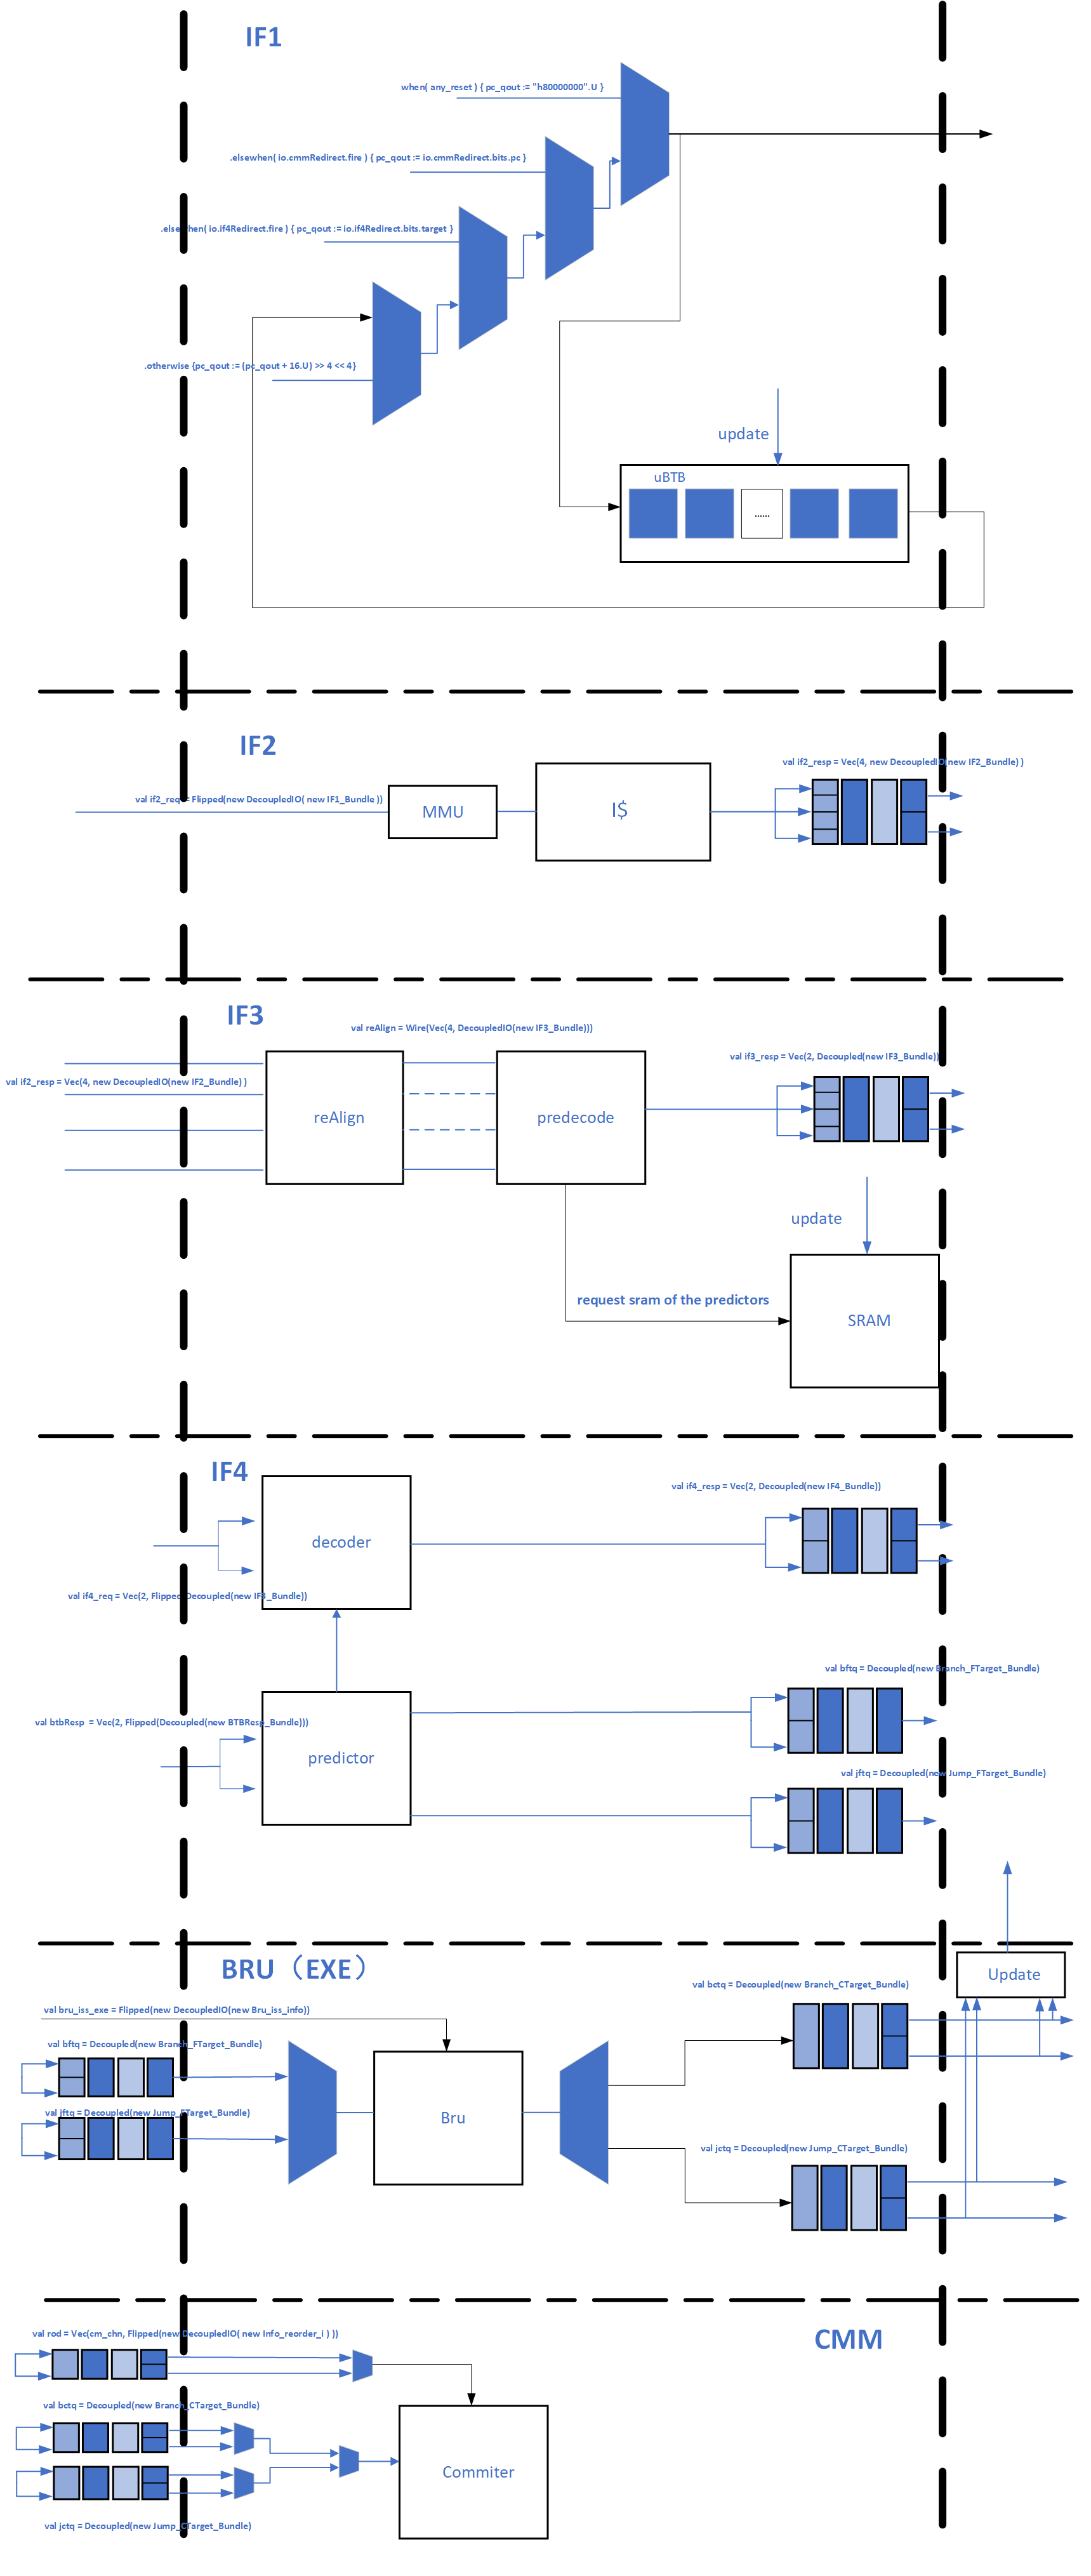 IF1
when( any_reset ) { pc_qout := "h80000000".U }
.elsewhen( io.cmmRedirect.fire ) { pc_qout := io.cmmRedirect.bits.pc }
.elsewhen( io.if4Redirect.fire ) { pc_qout := io.if4Redirect.bits.target }
.otherwise {pc_qout := (pc_qout + 16.U) >> 4 << 4}
update
uBTB
......
IF2
val if2_resp = Vec(4, new DecoupledIO(new IF2_Bundle) )
val if2_req = Flipped(new DecoupledIO( new IF1_Bundle ))
MMU
I$
IF3
val reAlign = Wire(Vec(4, DecoupledIO(new IF3_Bundle)))
val if3_resp = Vec(2, Decoupled(new IF3_Bundle))
val if2_resp = Vec(4, new DecoupledIO(new IF2_Bundle) )
reAlign
predecode
update
request sram of the predictors
SRAM
IF4
val if4_resp = Vec(2, Decoupled(new IF4_Bundle))
decoder
val if4_req = Vec(2, Flipped(Decoupled(new IF3_Bundle))
val bftq = Decoupled(new Branch_FTarget_Bundle)
val btbResp  = Vec(2, Flipped(Decoupled(new BTBResp_Bundle)))
predictor
val jftq = Decoupled(new Jump_FTarget_Bundle)
BRU（EXE）
Update
val bctq = Decoupled(new Branch_CTarget_Bundle)
val bru_iss_exe = Flipped(new DecoupledIO(new Bru_iss_info))
val bftq = Decoupled(new Branch_FTarget_Bundle)
val jftq = Decoupled(new Jump_FTarget_Bundle)
Bru
val jctq = Decoupled(new Jump_CTarget_Bundle)
CMM
val rod = Vec(cm_chn, Flipped(new DecoupledIO( new Info_reorder_i ) ))
val bctq = Decoupled(new Branch_CTarget_Bundle)
Commiter
val jctq = Decoupled(new Jump_CTarget_Bundle)